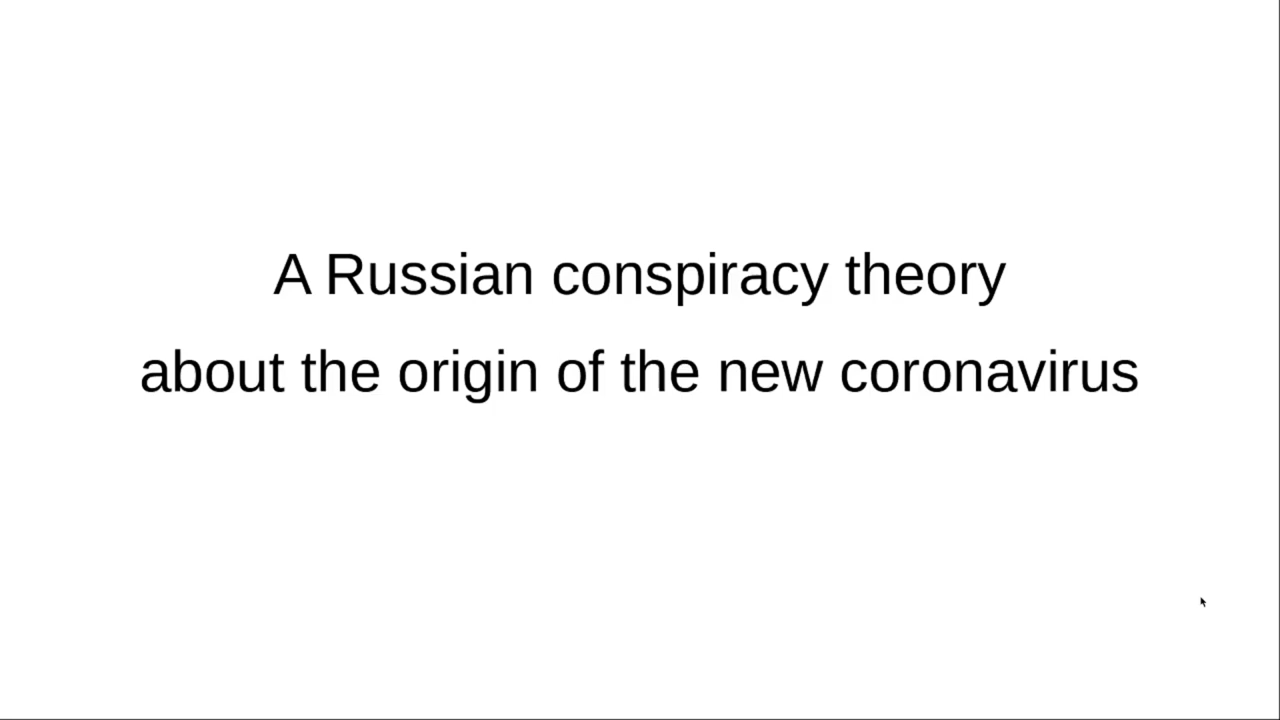 A Russian conspiracy theory
about the origin of the new coronavirus